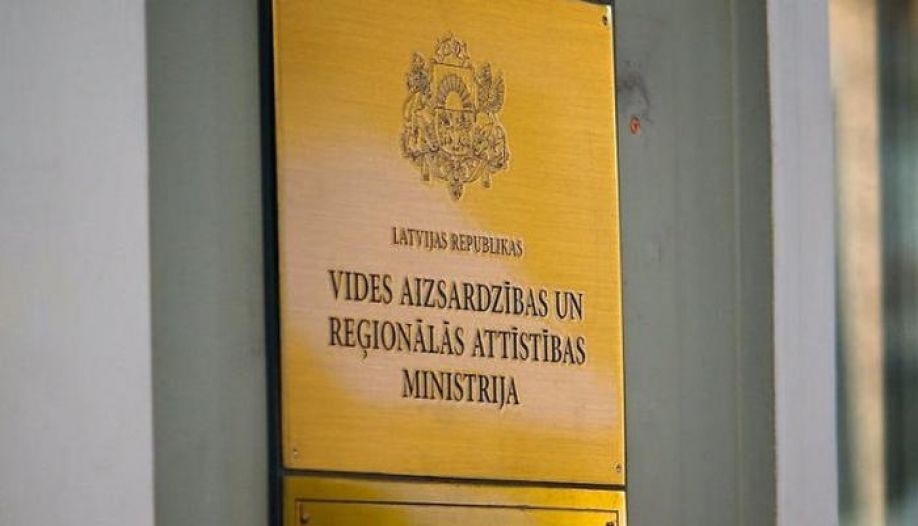 LATVIJAS REPUBLIKAS
VIDES AIZSARDZĪBAS UN
REĢIONĀLĀS ATTĪSTĪBAS
MINISTRIJA